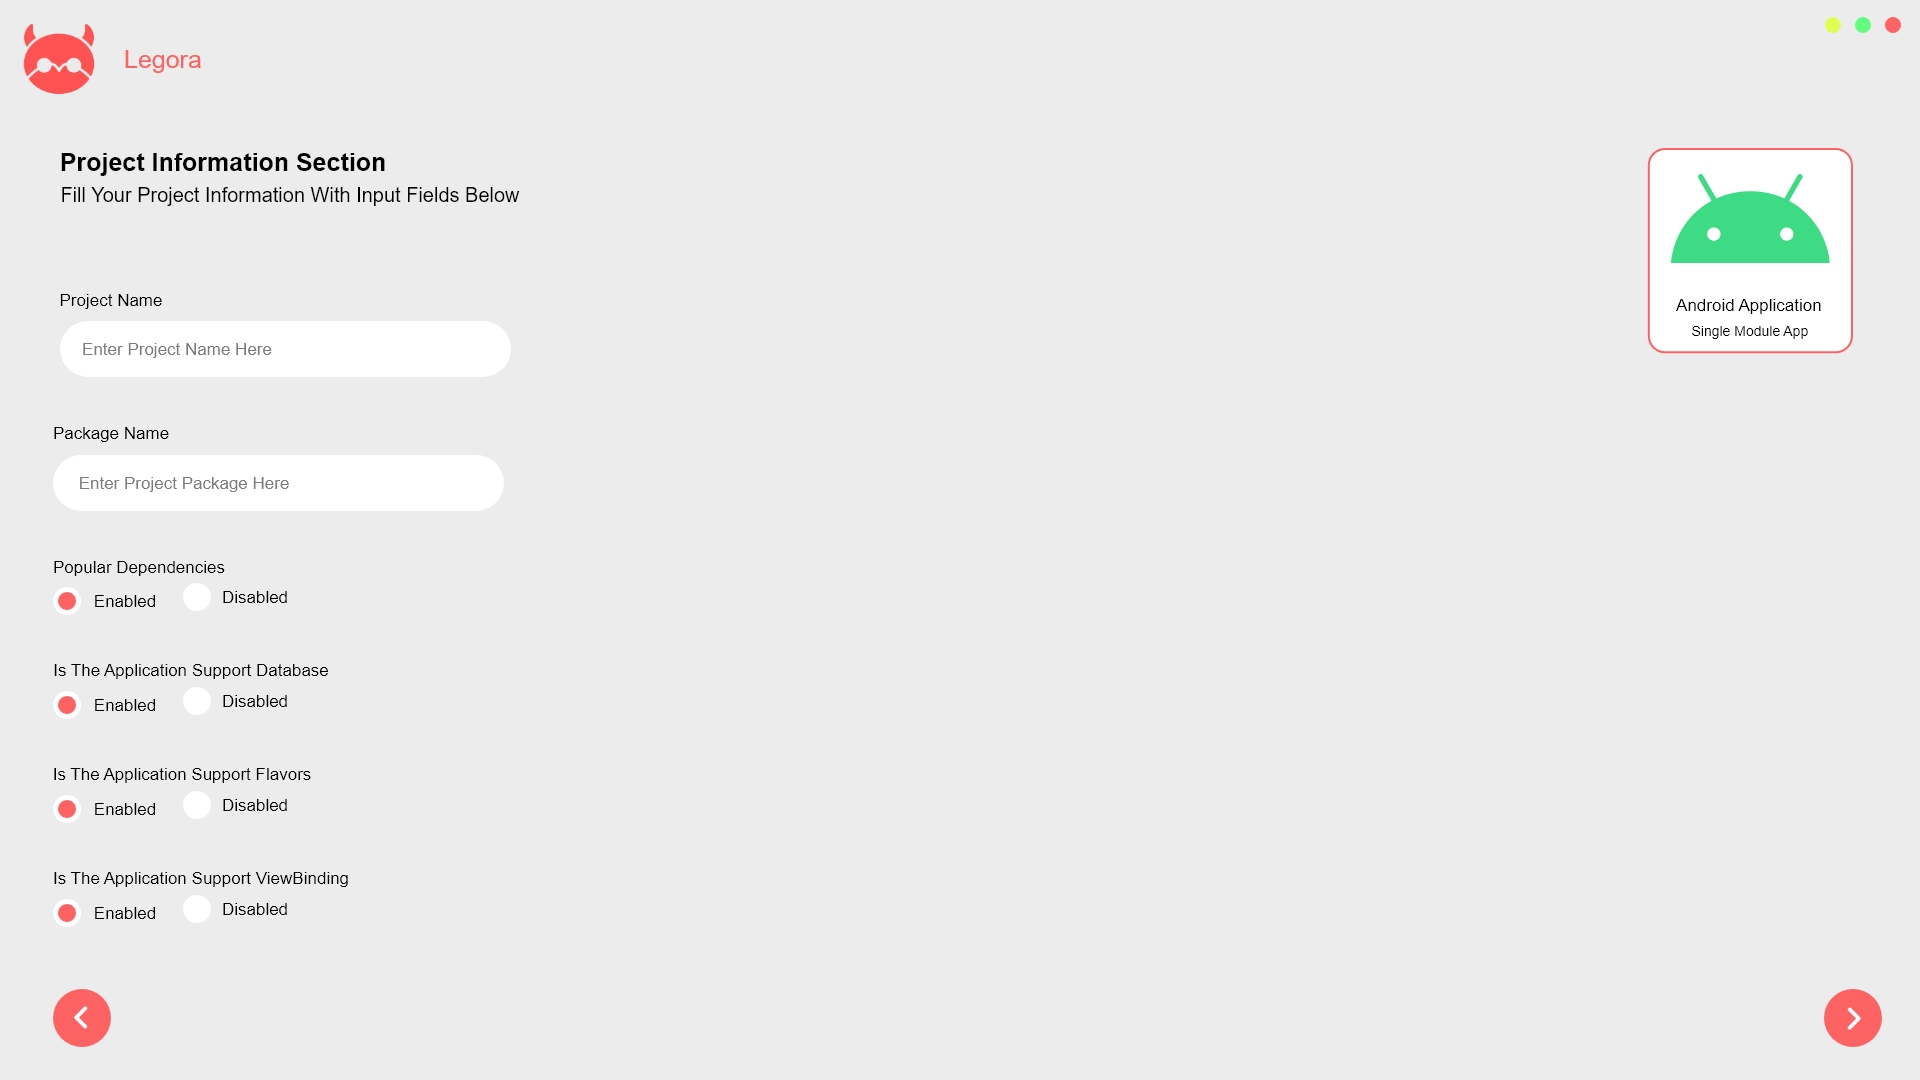 Legora
Project Information Section
Fill Your Project Information With Input Fields Below
Android Application
Single Module App
Project Name
Enter Project Name Here
Package Name
Enter Project Package Here
Popular Dependencies
Enabled Disabled
Is The Application Support Database
Enabled Disabled
Is The Application Support Flavors
Enabled Disabled
Is The Application Support ViewBinding
Enabled Disabled